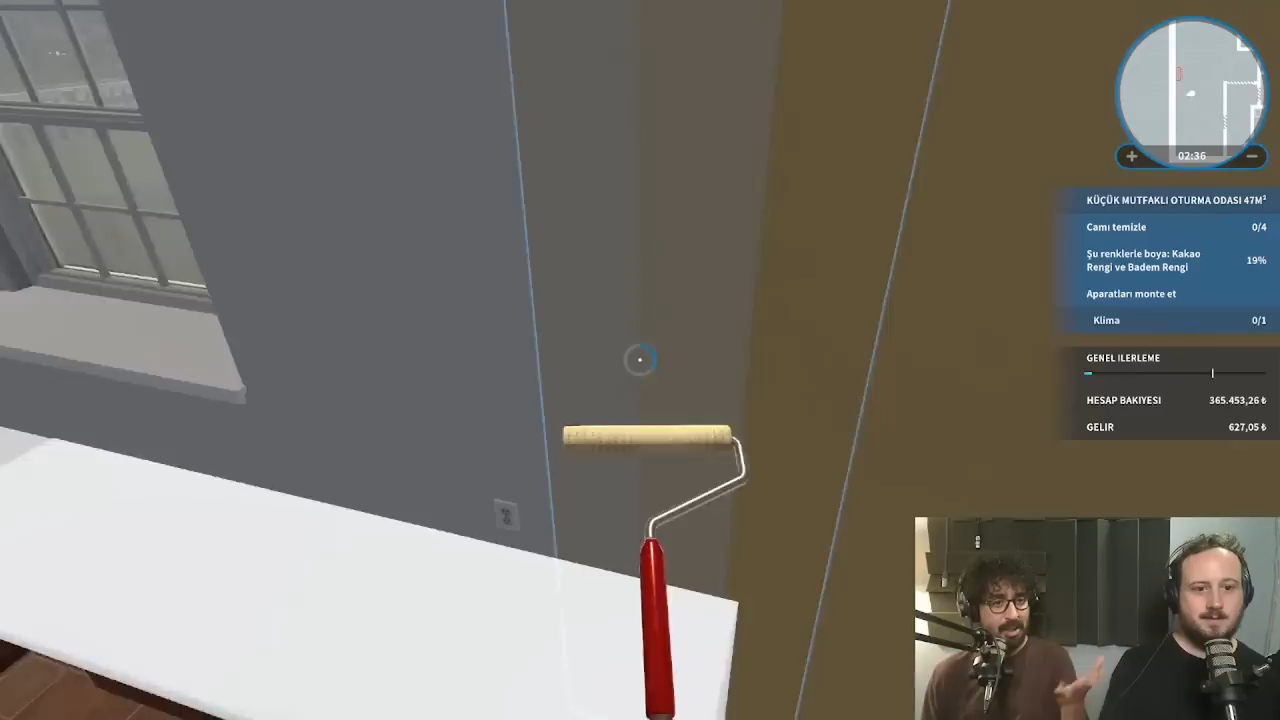 02:36
KÜÇÜK MUTFAKLI OTURMA ODASI 47M²
Camı temizle 0/4
Şu renklerle boya: Kakao
Rengi ve Badem Rengi 19%
Aparatları monte et
Klima 0/1
GENEL ILERLEME
HESAP BAKIYESI 365.453,26 ₺
GELIR 627,05 ₺